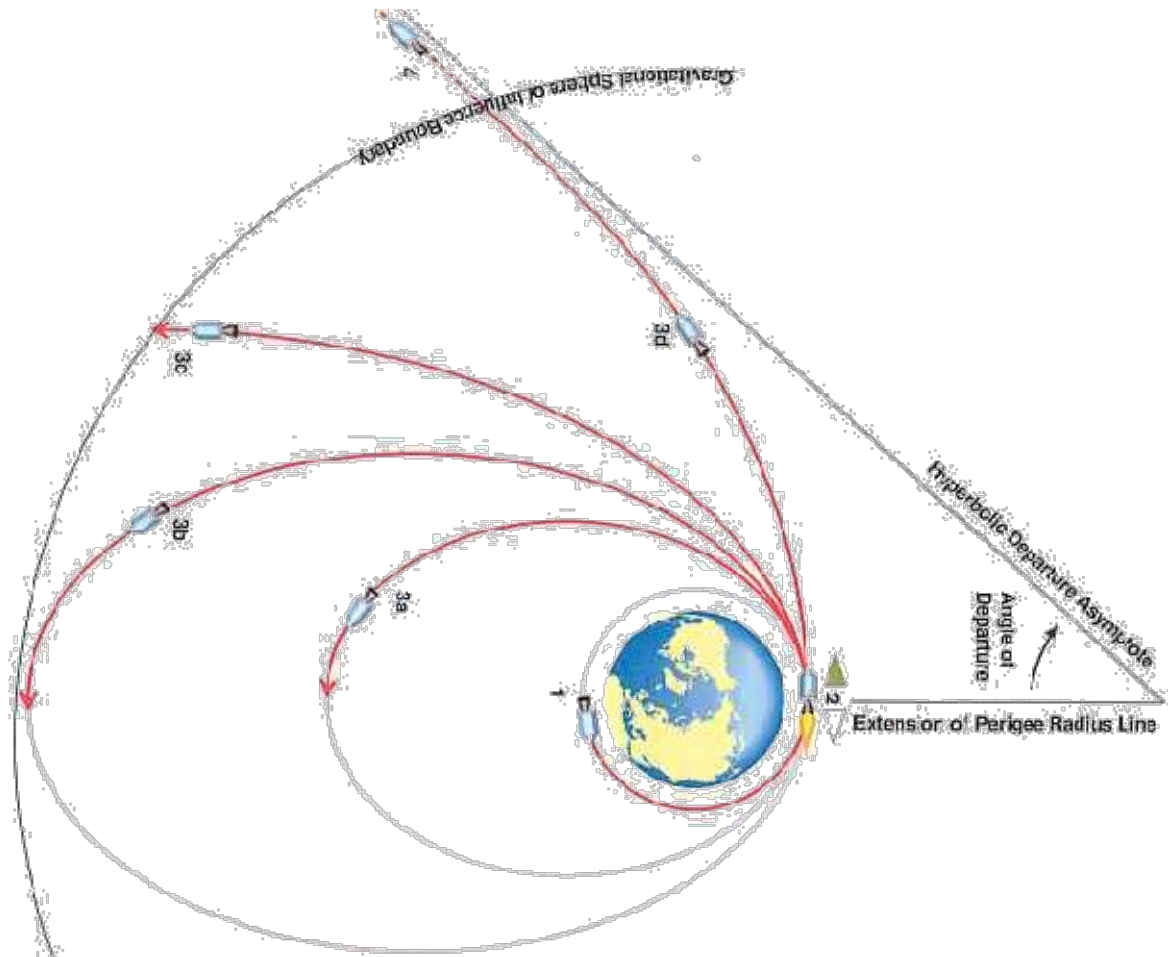 Gravitational Sphere of Influence Boundary
4
3d
3c
3b
3a
Hyperbolic Departure Asymptote
Angle of
Departure
1
2
Extension of Perigee Radius Line